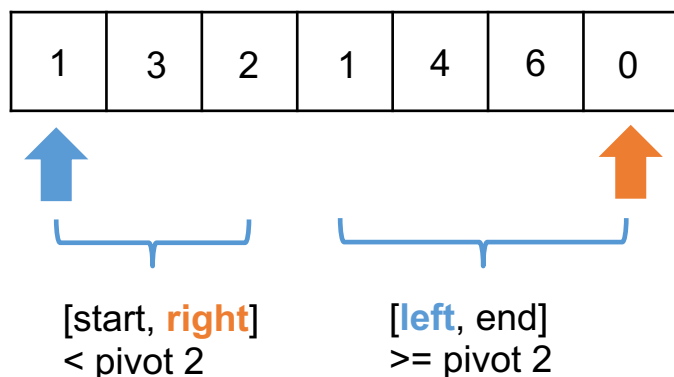 1 3 2 1 4 6 0
[start, right]
< pivot 2
[left, end]
>= pivot 2